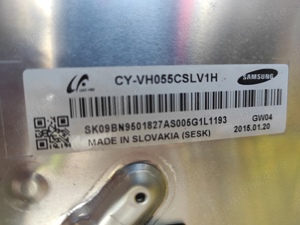 CY-VH055CSLV1H
SAMSUNG
SK09BN9501827AS005G1L1193
GW04
MADE IN SLOVAKIA (SESK)
2015.01.20